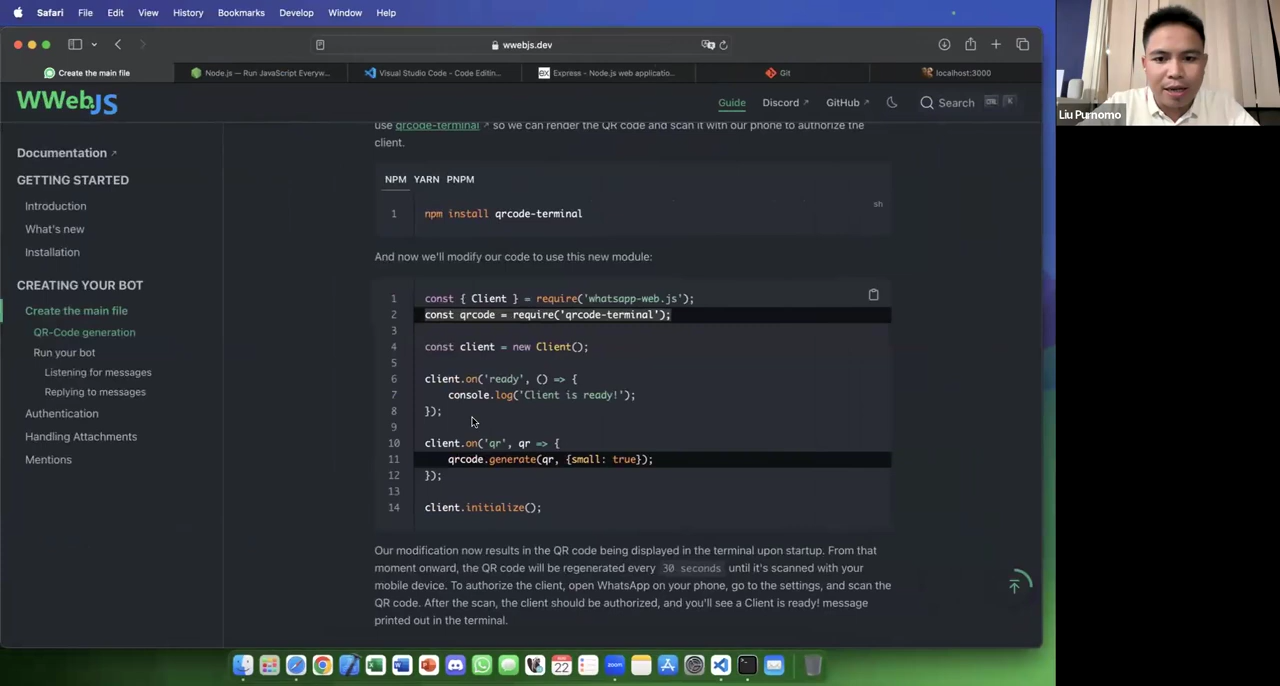 Safari File Edit View History Bookmarks Develop Window Help
wwebjs.dev
Create the main file
Node.js — Run JavaScript Everyw...
Visual Studio Code - Code Editin...
ex Express - Node.js web applicatio...
Git
localhost:3000
WWebJS
Guide Discord GitHub Search K
Documentation
GETTING STARTED
Introduction
What's new
Installation
CREATING YOUR BOT
Create the main file
QR-Code generation
Run your bot
Listening for messages
Replying to messages
Authentication
Handling Attachments
Mentions
use qrcode-terminal so we can render the QR code and scan it with our phone to authorize the
client.
NPM YARN PNPM
sh
1 npm install qrcode-terminal
And now we'll modify our code to use this new module:
1 const { Client } = require('whatsapp-web.js');
2 const qrcode = require('qrcode-terminal');
3
4 const client = new Client();
5
6 client.on('ready', () => {
7 console.log('Client is ready!');
8 });
9
10 client.on('qr', qr => {
11 qrcode.generate(qr, {small: true});
12 });
13
14 client.initialize();
Our modification now results in the QR code being displayed in the terminal upon startup. From that
moment onward, the QR code will be regenerated every 30 seconds until it's scanned with your
mobile device. To authorize the client, open WhatsApp on your phone, go to the settings, and scan the
QR code. After the scan, the client should be authorized, and you'll see a Client is ready! message
printed out in the terminal.
22
zoom
Liu Purnomo